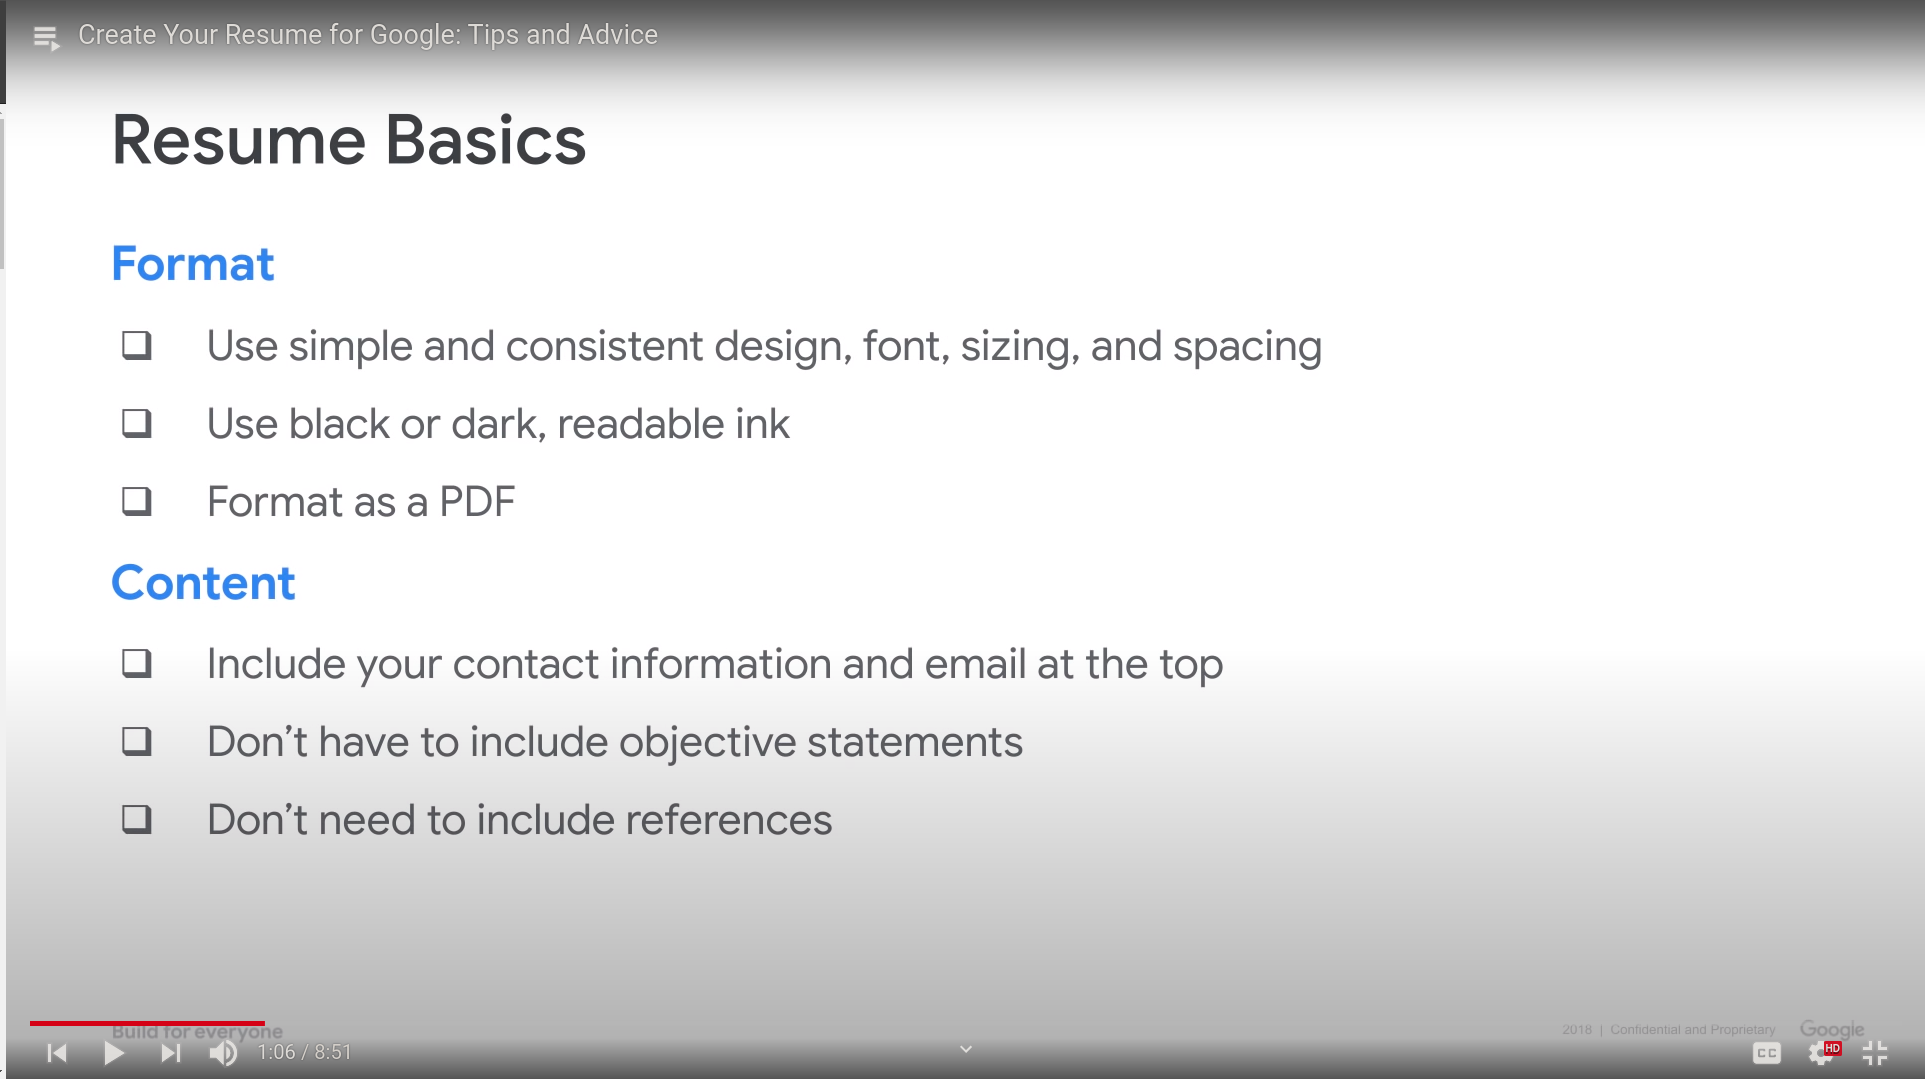 Create Your Resume for Google: Tips and Advice
Resume Basics
Format
❑ Use simple and consistent design, font, sizing, and spacing
❑ Use black or dark, readable ink
❑ Format as a PDF
Content
❑ Include your contact information and email at the top
❑ Don’t have to include objective statements
❑ Don’t need to include references
Build for everyone
2018 | Confidential and Proprietary Google
1:06 / 8:51
CC HD